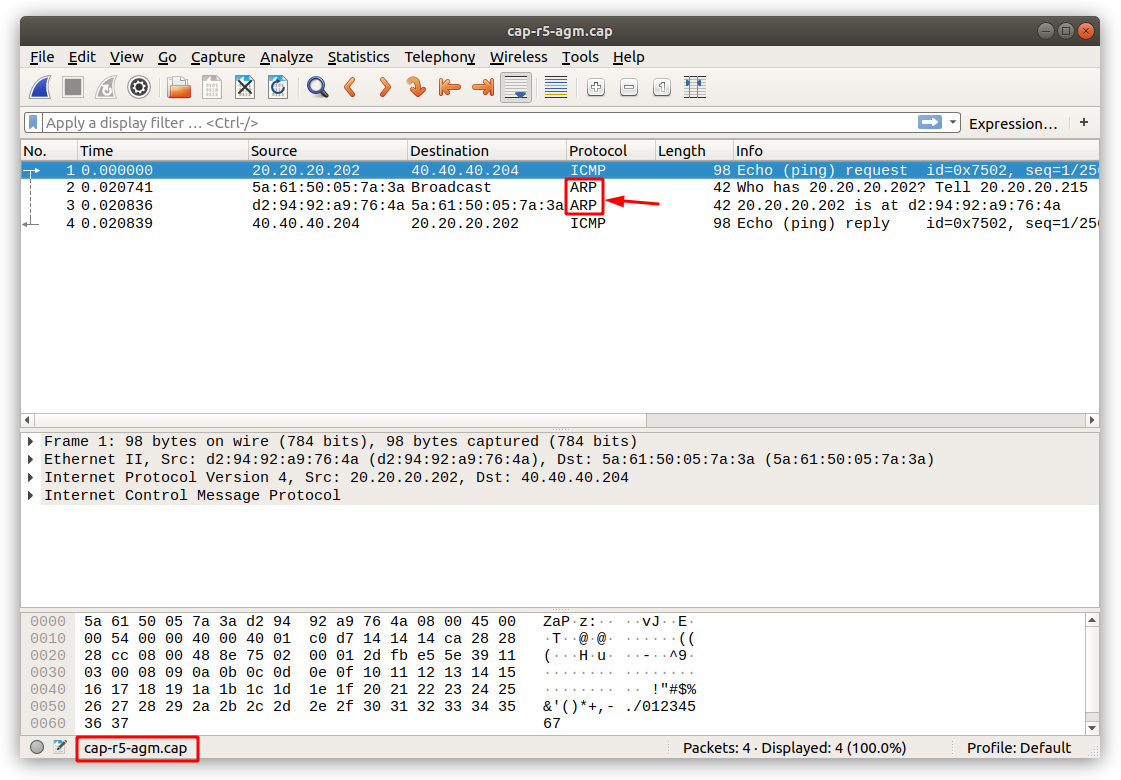 cap-r5-agm.cap
File Edit View Go Capture Analyze Statistics Telephony Wireless Tools Help
Apply a display filter … <Ctrl-/> Expression… +
No. Time Source Destination Protocol Length Info
1 0.000000 20.20.20.202 40.40.40.204 ICMP 98 Echo (ping) request id=0x7502, seq=1/256
2 0.020741 5a:61:50:05:7a:3a Broadcast ARP 42 Who has 20.20.20.202? Tell 20.20.20.215
3 0.020836 d2:94:92:a9:76:4a 5a:61:50:05:7a:3a ARP 42 20.20.20.202 is at d2:94:92:a9:76:4a
4 0.020839 40.40.40.204 20.20.20.202 ICMP 98 Echo (ping) reply id=0x7502, seq=1/256
Frame 1: 98 bytes on wire (784 bits), 98 bytes captured (784 bits)
Ethernet II, Src: d2:94:92:a9:76:4a (d2:94:92:a9:76:4a), Dst: 5a:61:50:05:7a:3a (5a:61:50:05:7a:3a)
Internet Protocol Version 4, Src: 20.20.20.202, Dst: 40.40.40.204
Internet Control Message Protocol
0000 5a 61 50 05 7a 3a d2 94 92 a9 76 4a 08 00 45 00 ZaP·z:·· ··vJ··E·
0010 00 54 00 00 40 00 40 01 c0 d7 14 14 14 ca 28 28 ·T··@·@· ······((
0020 28 cc 08 00 48 8e 75 02 00 01 2d fb e5 5e 39 11 (···H·u· ··-··^9·
0030 03 00 08 09 0a 0b 0c 0d 0e 0f 10 11 12 13 14 15 ········ ········
0040 16 17 18 19 1a 1b 1c 1d 1e 1f 20 21 22 23 24 25 ········ ·· !"#$%
0050 26 27 28 29 2a 2b 2c 2d 2e 2f 30 31 32 33 34 35 &'()*+,- ./012345
0060 36 37 67
cap-r5-agm.cap Packets: 4 · Displayed: 4 (100.0%) Profile: Default